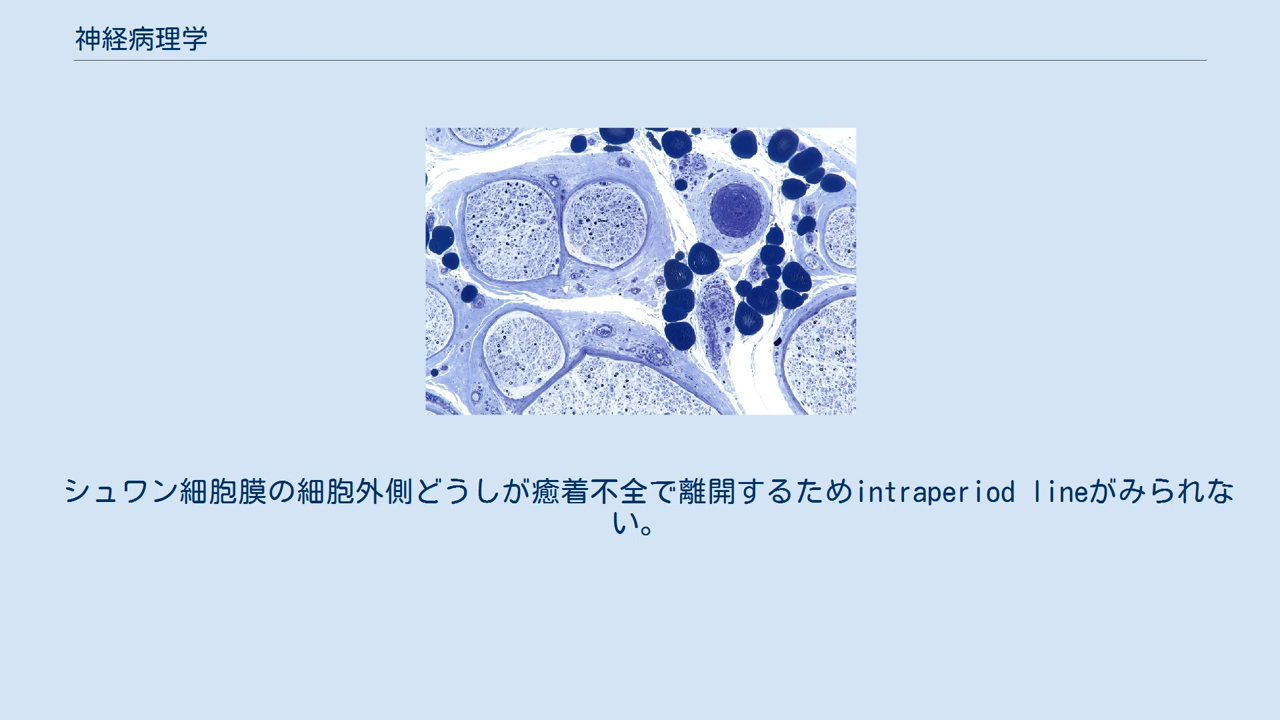 神経病理学
シュワン細胞膜の細胞外側どうしが癒着不全で離開するためintraperiod lineがみられな
い。